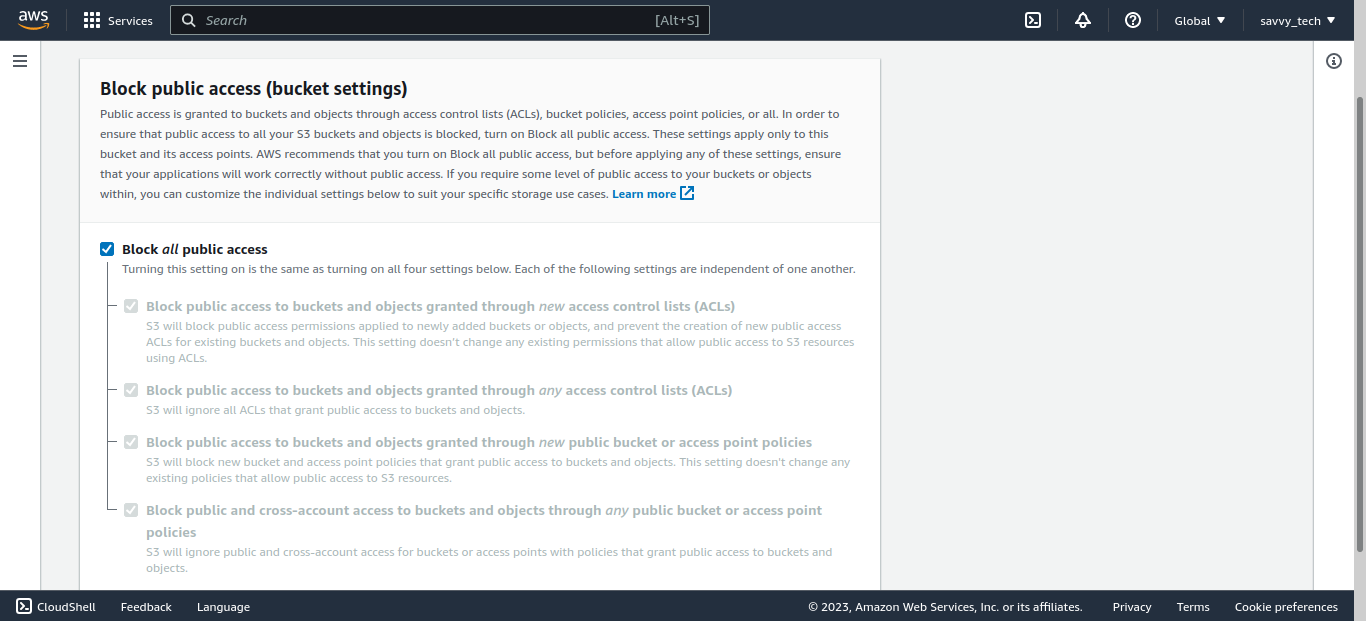 aws Services Search [Alt+S] Global savvy_tech
Block public access (bucket settings)
Public access is granted to buckets and objects through access control lists (ACLs), bucket policies, access point policies, or all. In order to
ensure that public access to all your S3 buckets and objects is blocked, turn on Block all public access. These settings apply only to this
bucket and its access points. AWS recommends that you turn on Block all public access, but before applying any of these settings, ensure
that your applications will work correctly without public access. If you require some level of public access to your buckets or objects
within, you can customize the individual settings below to suit your specific storage use cases. Learn more
Block all public access
Turning this setting on is the same as turning on all four settings below. Each of the following settings are independent of one another.
Block public access to buckets and objects granted through new access control lists (ACLs)
S3 will block public access permissions applied to newly added buckets or objects, and prevent the creation of new public access
ACLs for existing buckets and objects. This setting doesn't change any existing permissions that allow public access to S3 resources
using ACLs.
Block public access to buckets and objects granted through any access control lists (ACLs)
S3 will ignore all ACLs that grant public access to buckets and objects.
Block public access to buckets and objects granted through new public bucket or access point policies
S3 will block new bucket and access point policies that grant public access to buckets and objects. This setting doesn't change any
existing policies that allow public access to S3 resources.
Block public and cross-account access to buckets and objects through any public bucket or access point
policies
S3 will ignore public and cross-account access for buckets or access points with policies that grant public access to buckets and
objects.
CloudShell Feedback Language © 2023, Amazon Web Services, Inc. or its affiliates. Privacy Terms Cookie preferences